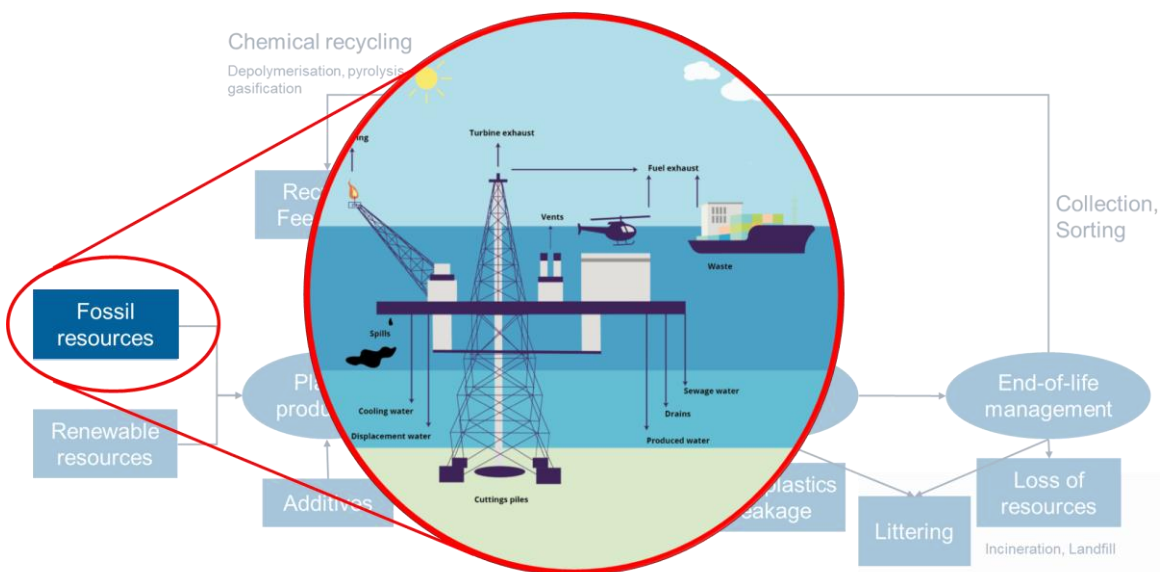 Chemical recycling
Depolymerisation, pyrolysis
gasification
Turbine exhaust
Fuel exhaust
Vents
Waste
Collection,
Sorting
Fossil
resources
Spills
Sewage water
Cooling water
Drains
Displacement water
Produced water
Renewable
resources
End-of-life
management
Cuttings piles
Additives
Littering
Loss of
resources
Incineration, Landfill